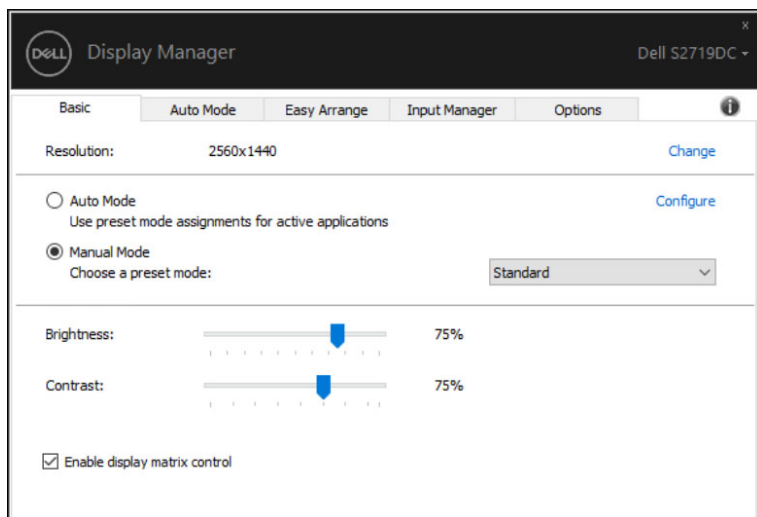 x
DELL Display Manager Dell S2719DC
Basic Auto Mode Easy Arrange Input Manager Options
Resolution: 2560x1440 Change
Auto Mode Configure
Use preset mode assignments for active applications
Manual Mode
Choose a preset mode: Standard
Brightness: 75%
Contrast: 75%
Enable display matrix control